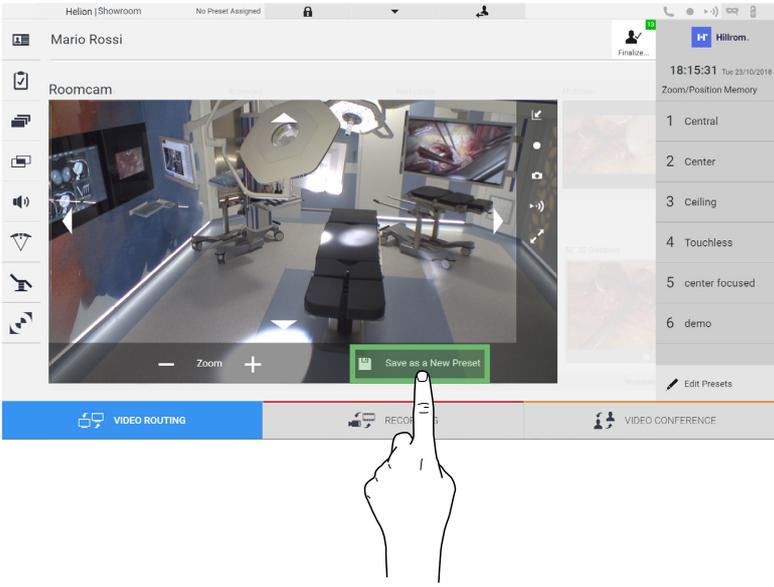 Helion | Showroom
No Preset Assigned
Mario Rossi
13
Finalize...
Hillrom.
18:15:31 Tue 23/10/2018
Zoom/Position Memory
Roomcam
1 Central
2 Center
3 Ceiling
4 Touchless
5 center focused
6 demo
Zoom
Save as a New Preset
Edit Presets
VIDEO ROUTING
VIDEO CONFERENCE